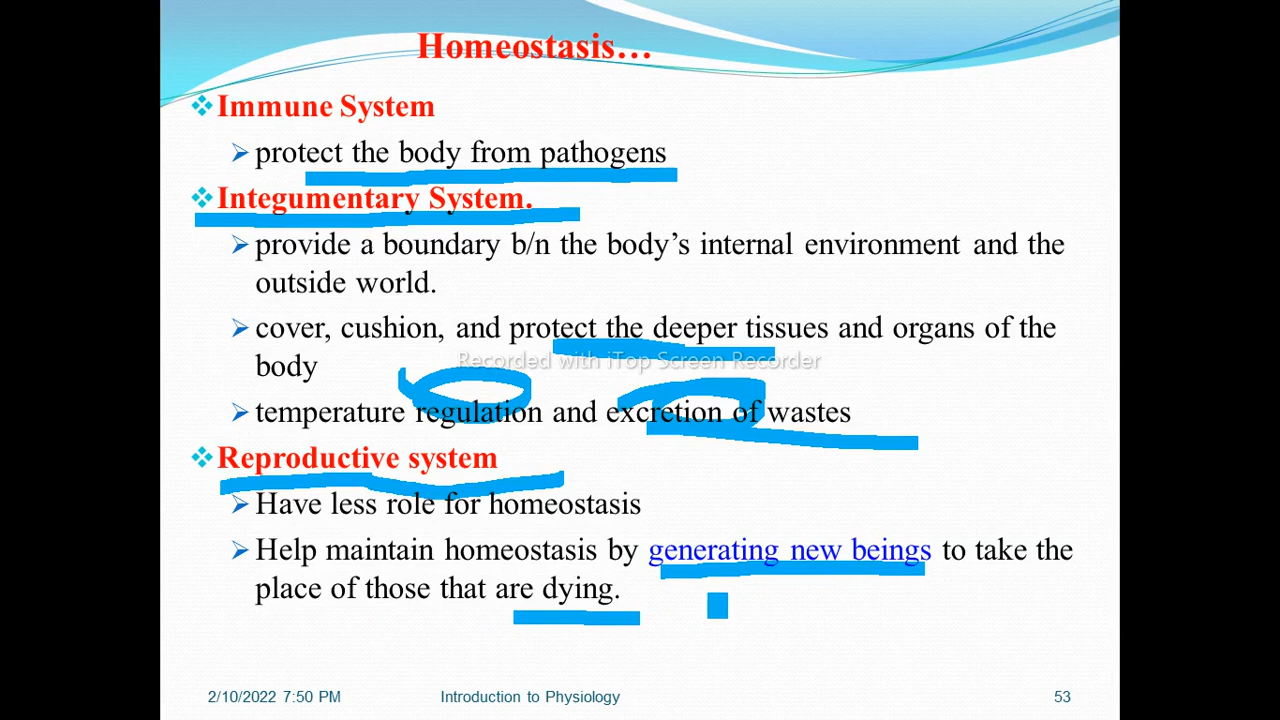 Homeostasis…
Immune System
protect the body from pathogens
Integumentary System.
provide a boundary b/n the body’s internal environment and the
outside world.
cover, cushion, and protect the deeper tissues and organs of the
Recorded with iTop Screen Recorder
body
temperature regulation and excretion of wastes
Reproductive system
Have less role for homeostasis
Help maintain homeostasis by generating new beings to take the
place of those that are dying.
2/10/2022 7:50 PM Introduction to Physiology 53